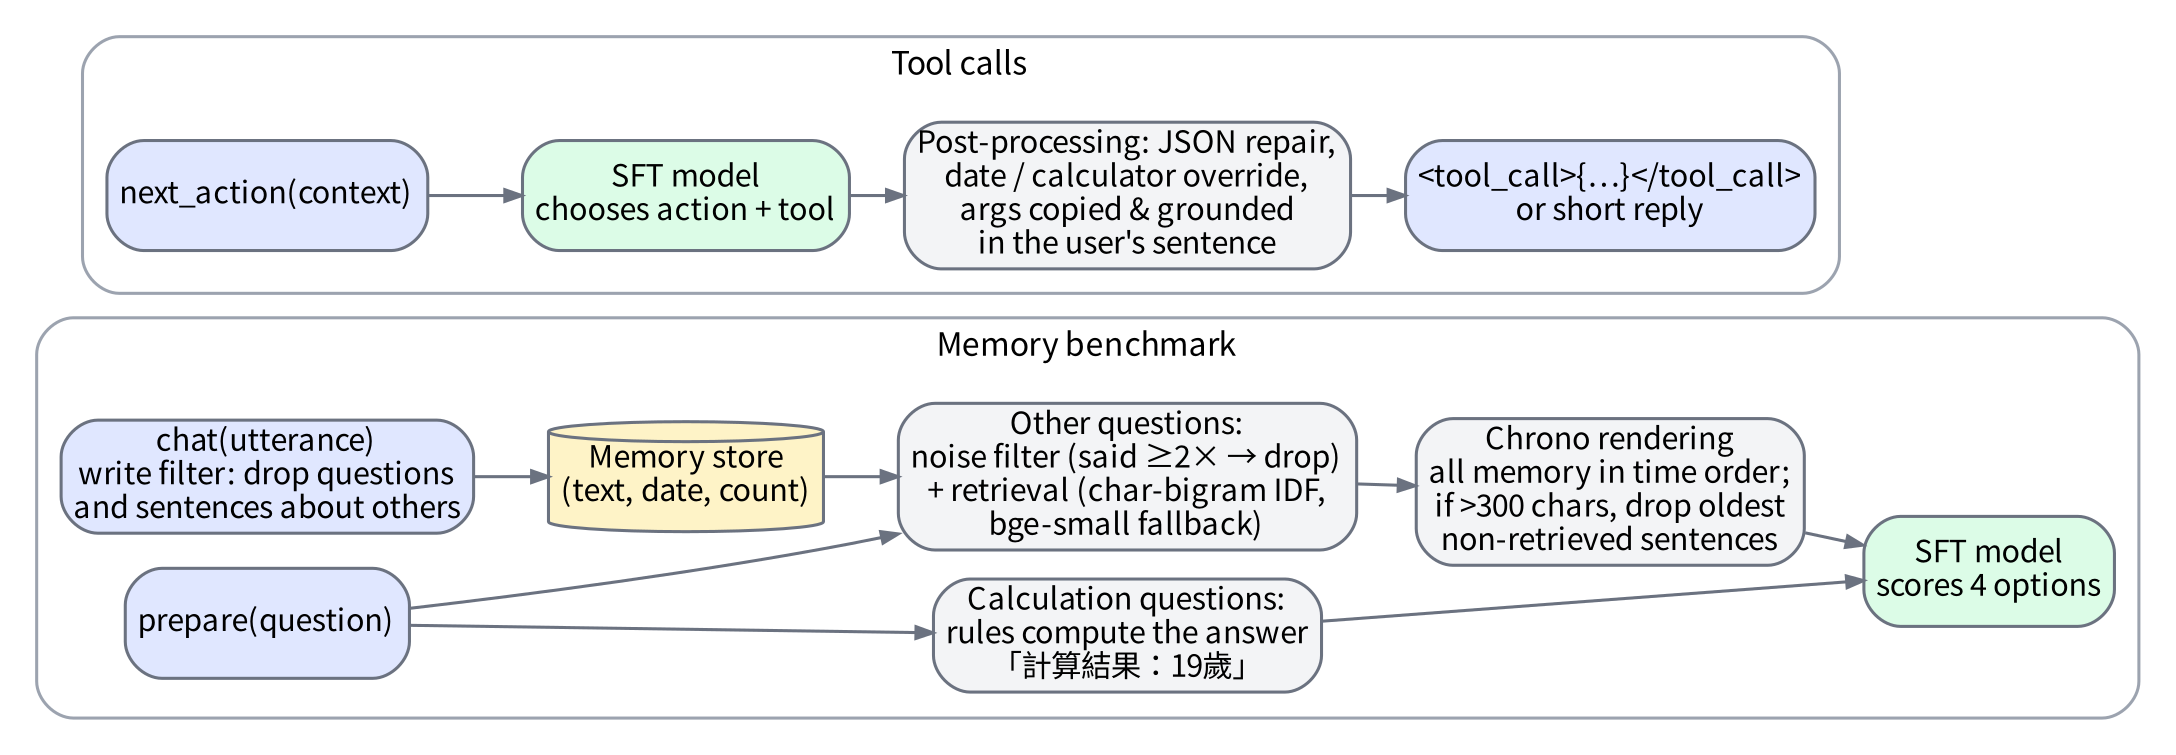 Tool calls
next_action(context)
SFT model
chooses action + tool
Post-processing: JSON repair,
date / calculator override,
args copied & grounded
in the user's sentence
<tool_call>{…}</tool_call>
or short reply
Memory benchmark
chat(utterance)
write filter: drop questions
and sentences about others
Memory store
(text, date, count)
Other questions:
noise filter (said ≥2× → drop)
+ retrieval (char-bigram IDF,
bge-small fallback)
Chrono rendering
all memory in time order;
if >300 chars, drop oldest
non-retrieved sentences
prepare(question)
Calculation questions:
rules compute the answer
「計算結果：19歲」
SFT model
scores 4 options